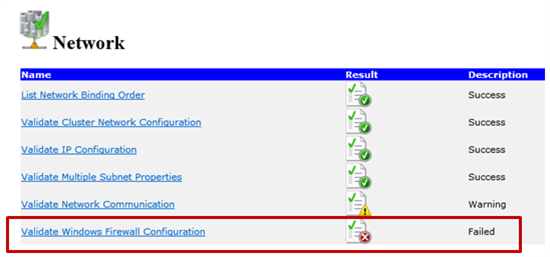 Network
Name Result Description
List Network Binding Order Success
Validate Cluster Network Configuration Success
Validate IP Configuration Success
Validate Multiple Subnet Properties Success
Validate Network Communication Warning
Validate Windows Firewall Configuration Failed